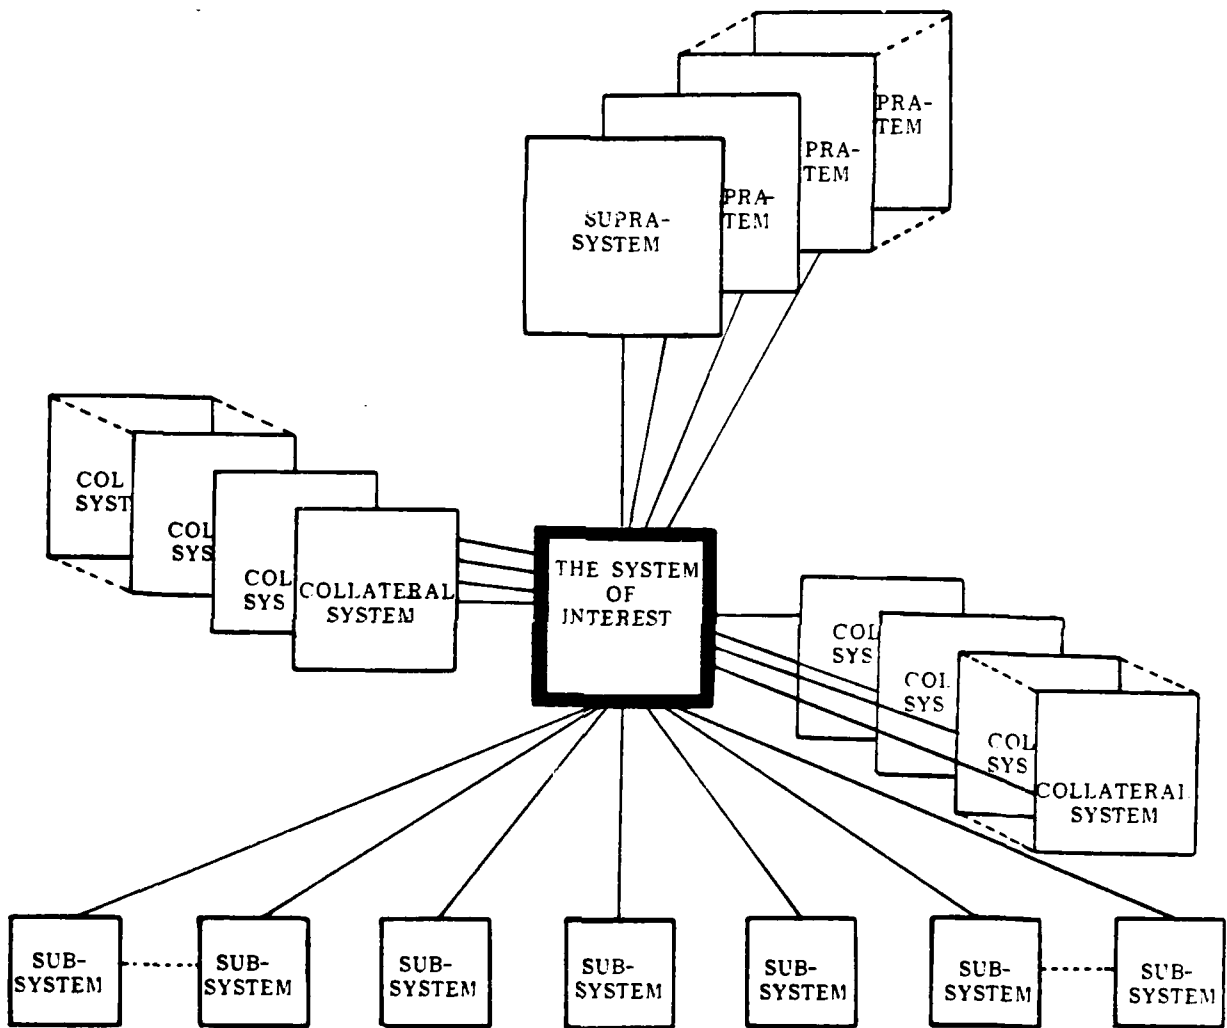 PRA-
TEM
PRA-
TEM
PRA-
TEM
SUPRA-
SYSTEM
COL
SYST
COL
SYS
COL
SYS
COLLATERAL
SYSTEM
THE SYSTEM
OF
INTEREST
COL
SYS
COL
SYS
COL
SYS
COLLATERAL
SYSTEM
SUB-
SYSTEM
SUB-
SYSTEM
SUB-
SYSTEM
SUB-
SYSTEM
SUB-
SYSTEM
SUB-
SYSTEM
SUB-
SYSTEM